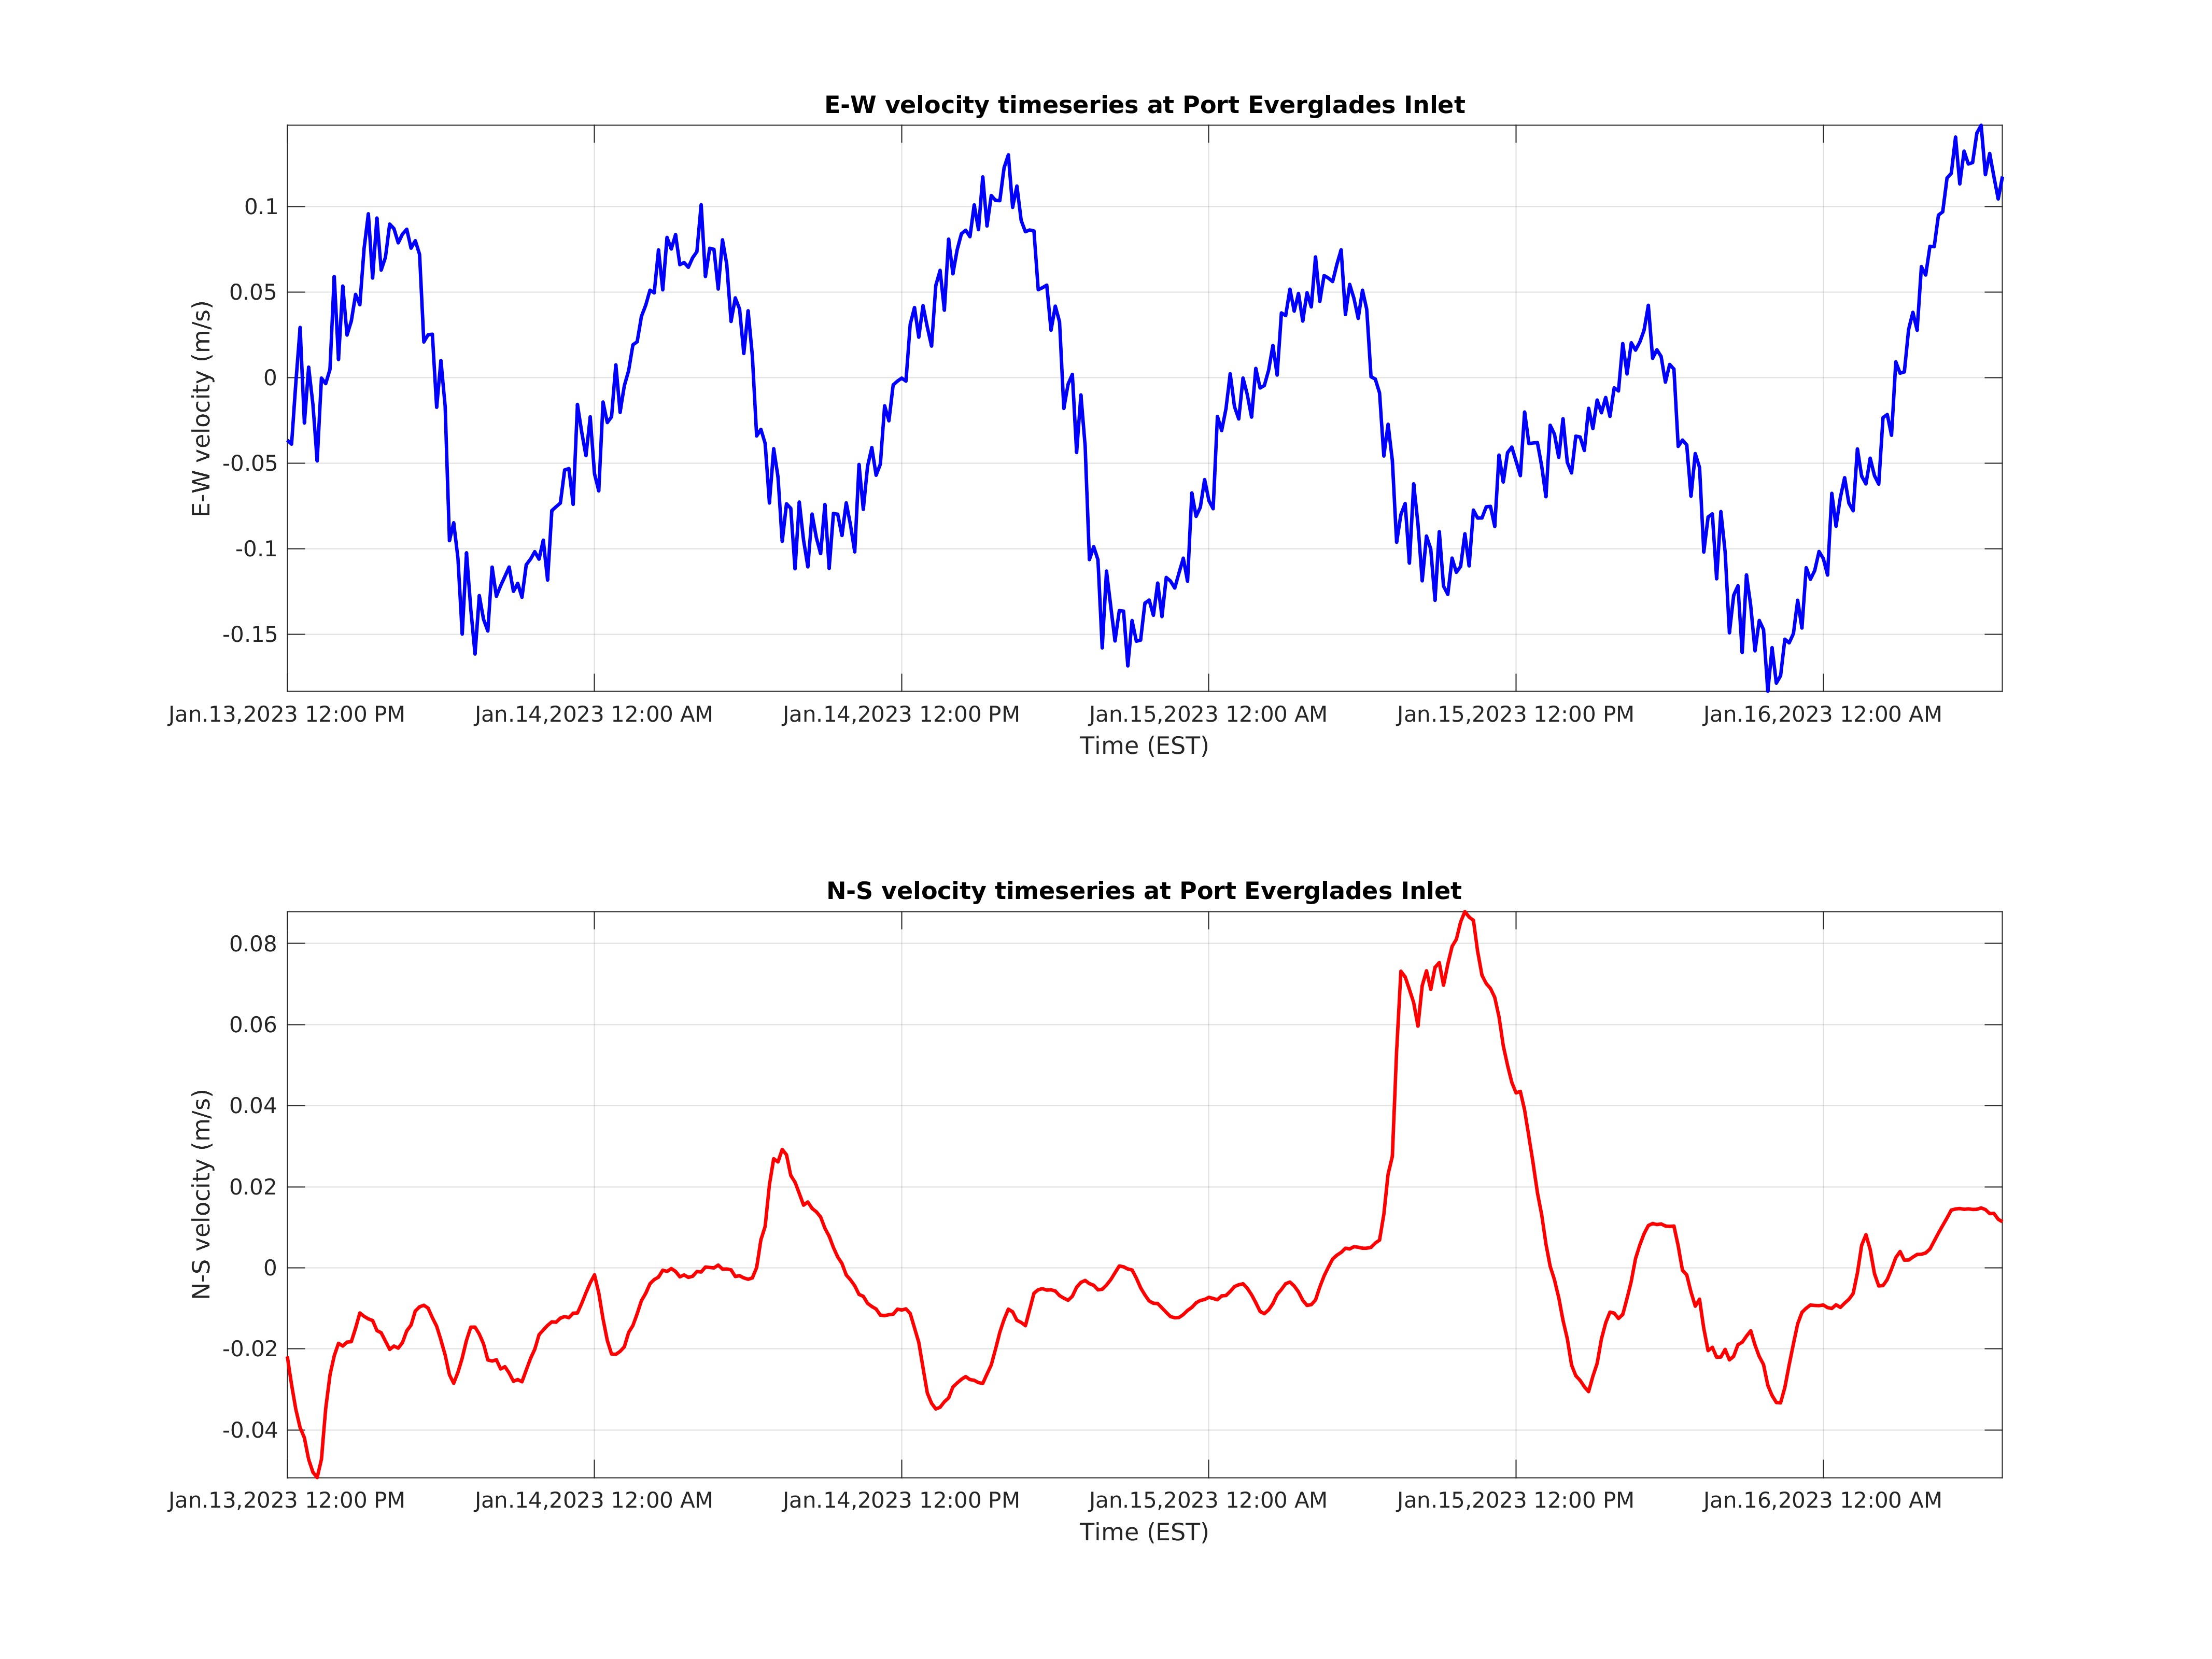 E-W velocity timeseries at Port Everglades Inlet
E-W velocity (m/s)
0.1
0.05
0
-0.05
-0.1
-0.15
Jan.13,2023 12:00 PM Jan.14,2023 12:00 AM Jan.14,2023 12:00 PM Jan.15,2023 12:00 AM Jan.15,2023 12:00 PM Jan.16,2023 12:00 AM
Time (EST)
N-S velocity timeseries at Port Everglades Inlet
N-S velocity (m/s)
0.08
0.06
0.04
0.02
0
-0.02
-0.04
Jan.13,2023 12:00 PM Jan.14,2023 12:00 AM Jan.14,2023 12:00 PM Jan.15,2023 12:00 AM Jan.15,2023 12:00 PM Jan.16,2023 12:00 AM
Time (EST)